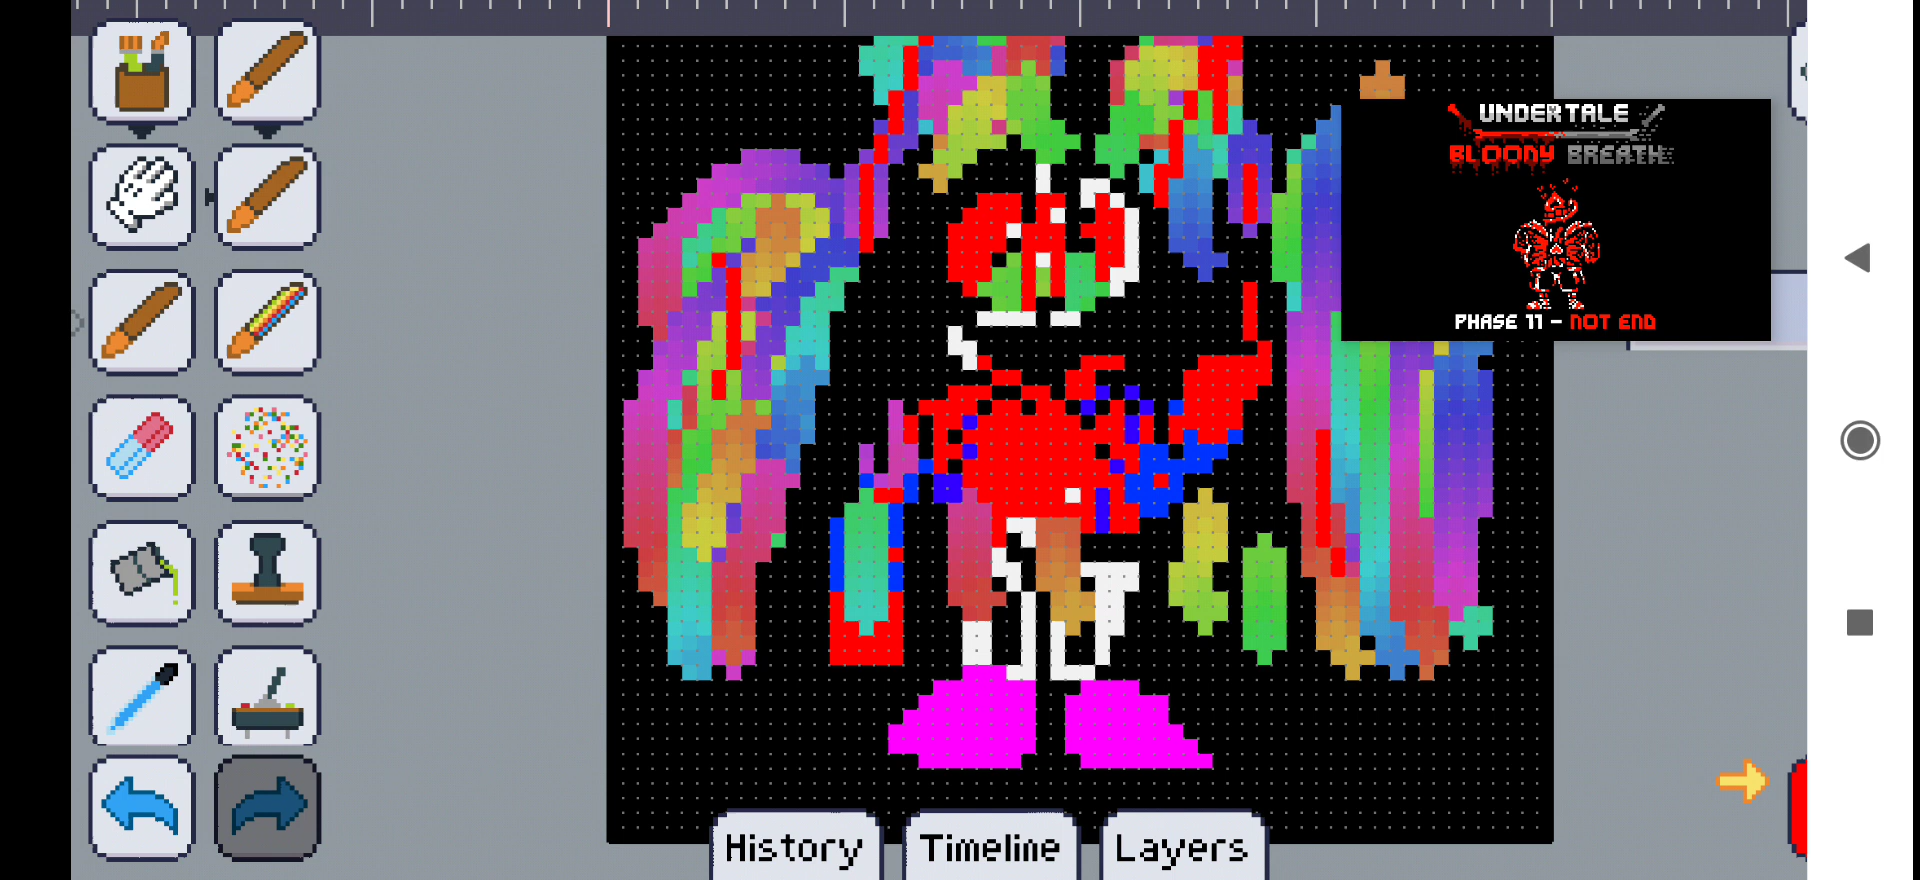 UNDERTALE
BLOODY BREATH
PHASE 11 - NOT END
History
Timeline
Layers